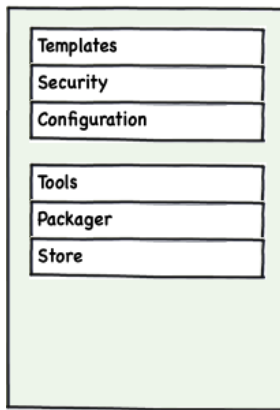 Templates
Security
Configuration
Tools
Packager
Store